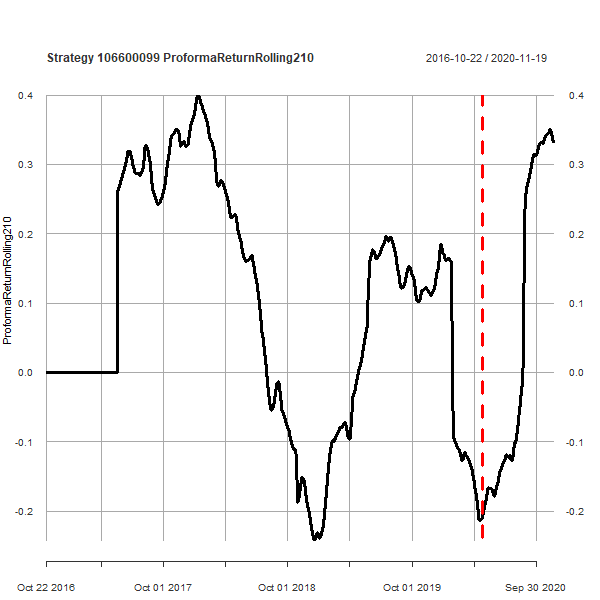 Strategy 106600099 ProformaReturnRolling210
2016-10-22 / 2020-11-19
0.4 0.4
0.3 0.3
0.2 0.2
0.1 0.1
0.0 0.0
-0.1 -0.1
-0.2 -0.2
ProformaReturnRolling210
Oct 22 2016 Oct 01 2017 Oct 01 2018 Oct 01 2019 Sep 30 2020